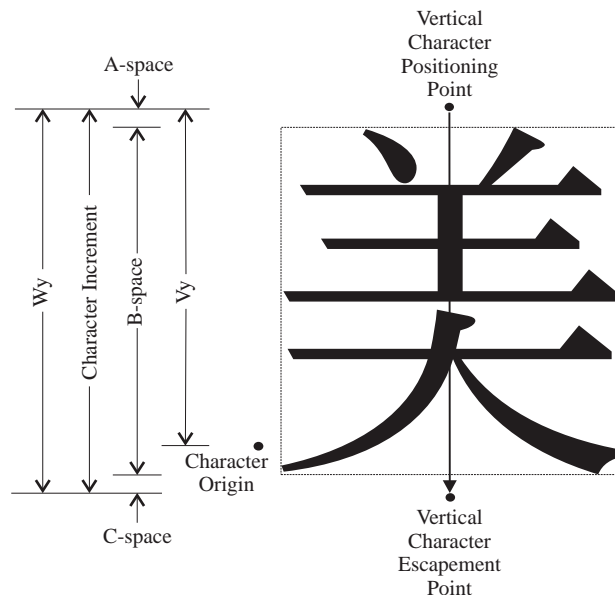 A-space
Wy
Character Increment
B-space
Vy
Character
Origin
C-space
Vertical
Character
Positioning
Point
美
Vertical
Character
Escapement
Point